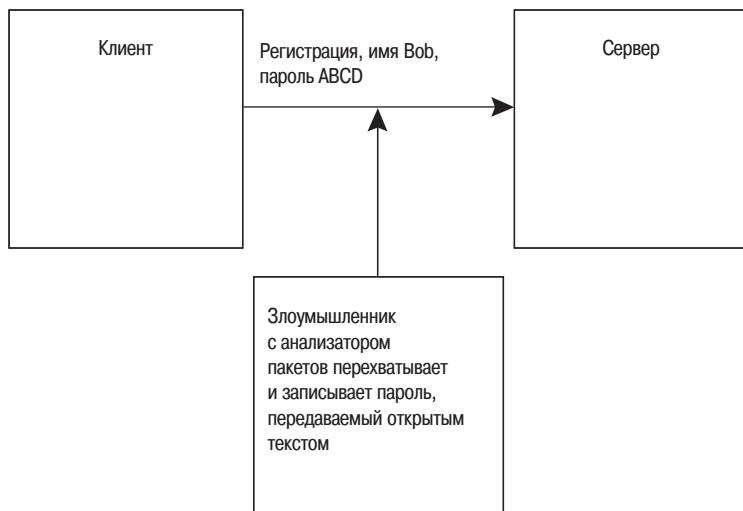 Клиент
Регистрация, имя Bob,
пароль ABCD
Сервер
Злоумышленник
с анализатором
пакетов перехватывает
и записывает пароль,
передаваемый открытым
текстом